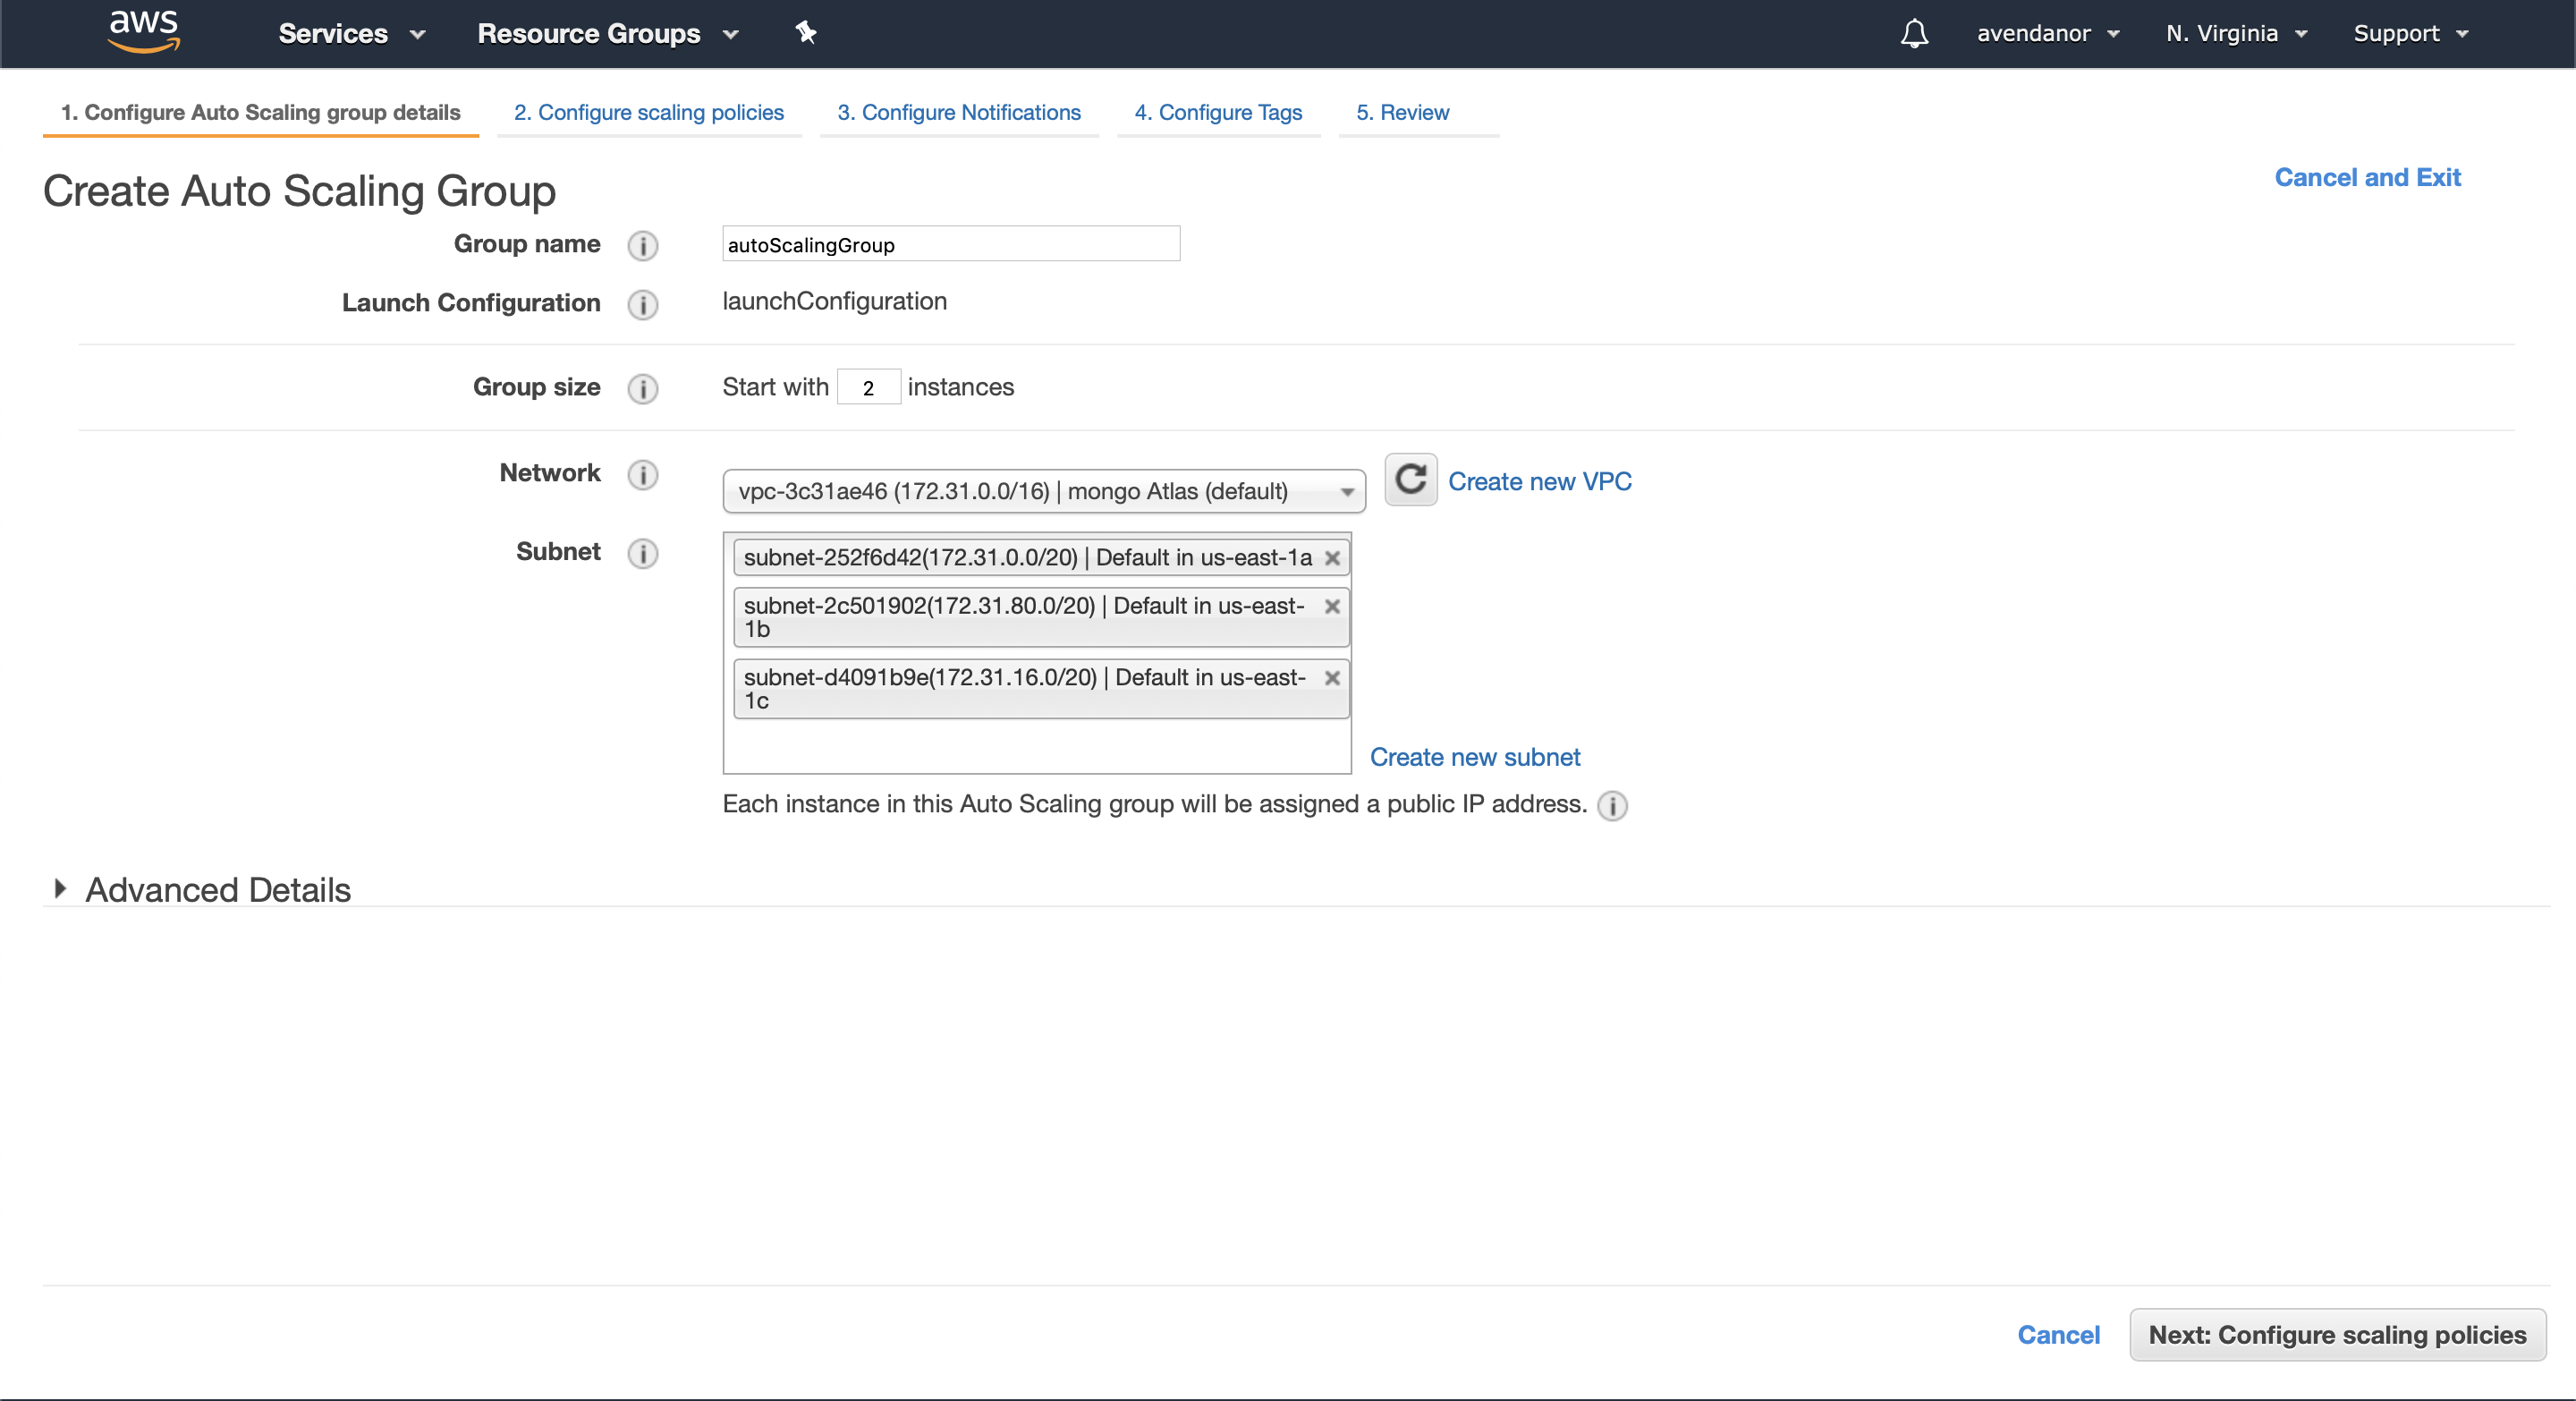 aws Services Resource Groups avendanor N. Virginia Support
1. Configure Auto Scaling group details 2. Configure scaling policies 3. Configure Notifications 4. Configure Tags 5. Review
Create Auto Scaling Group Cancel and Exit
Group name i autoScalingGroup
Launch Configuration i launchConfiguration
Group size i Start with 2 instances
Network i vpc-3c31ae46 (172.31.0.0/16) | mongo Atlas (default) Create new VPC
Subnet i subnet-252f6d42(172.31.0.0/20) | Default in us-east-1a
subnet-2c501902(172.31.80.0/20) | Default in us-east-
1b
subnet-d4091b9e(172.31.16.0/20) | Default in us-east-
1c
Create new subnet
Each instance in this Auto Scaling group will be assigned a public IP address. i
Advanced Details
Cancel Next: Configure scaling policies